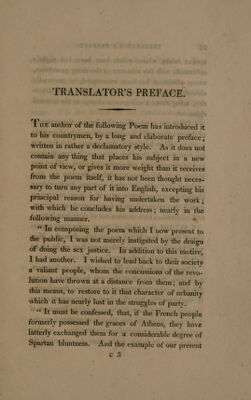 TRANSLATOR'S PREFACE.
THE author of the following Poem has introduced it
to his countrymen, by a long and elaborate preface;
written in rather a declamatory style. As it does not
contain any thing that places his subject in a new
point of view, or gives it more weight than it receives
from the poem itself, it has not been thought neces-
sary to turn any part of it into English, excepting his
principal reason for having undertaken the work;
with which he concludes his address; nearly in the
following manner.
" In composing the poem which I now present to
the public, I was not merely instigated by the design
of doing the sex justice. In addition to this motive,
I had another. I wished to lead back to their society
a valiant people, whom the concussions of the revo-
lution have thrown at a distance from them; and by
this means, to restore to it that character of urbanity
which it has nearly lost in the struggles of party.
" It must be confessed, that, if the French people
formerly possessed the graces of Athens, they have
latterly exchanged them for a considerable degree of
Spartan bluntness. And the example of our present
c 3